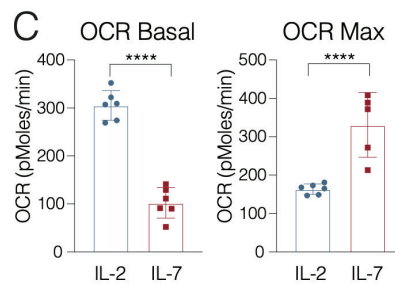 C
OCR Basal
****
OCR (pMoles/min)
400
300
200
100
0
IL-2 IL-7
OCR Max
****
OCR (pMoles/min)
500
400
300
200
100
0
IL-2 IL-7